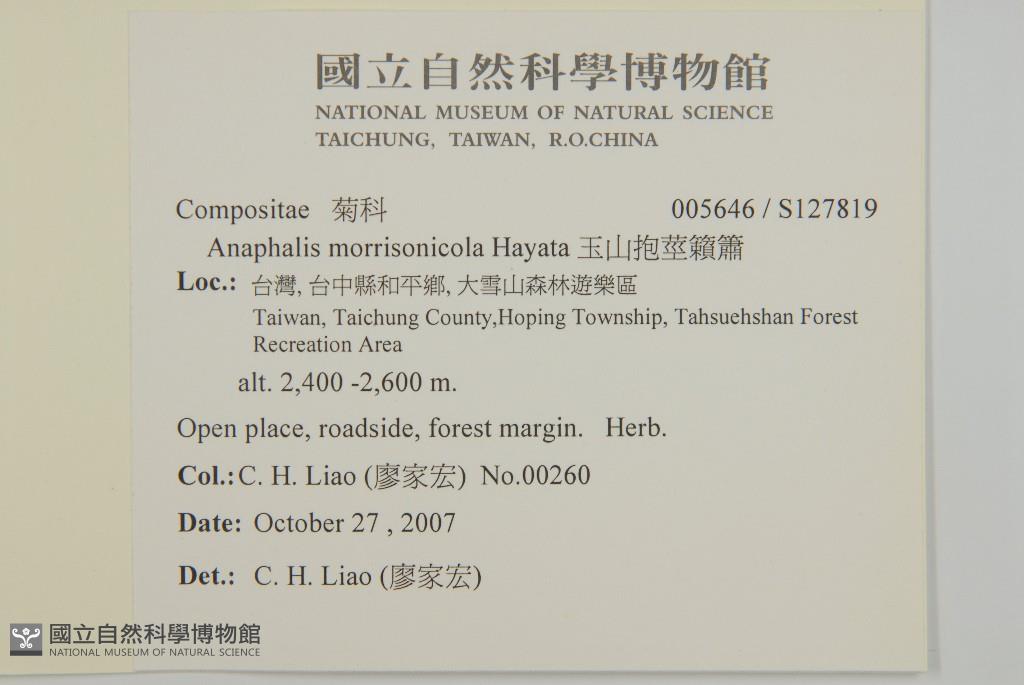 國立自然科學博物館
NATIONAL MUSEUM OF NATURAL SCIENCE
TAICHUNG, TAIWAN, R.O.CHINA
Compositae 菊科 005646 / S127819
Anaphalis morrisonicola Hayata 玉山抱莖籟簫
Loc.: 台灣, 台中縣和平鄉, 大雪山森林遊樂區
Taiwan, Taichung County,Hoping Township, Tahsuehshan Forest
Recreation Area
alt. 2,400 -2,600 m.
Open place, roadside, forest margin. Herb.
Col.: C. H. Liao (廖家宏) No.00260
Date: October 27 , 2007
Det.: C. H. Liao (廖家宏)
國立自然科學博物館
NATIONAL MUSEUM OF NATURAL SCIENCE